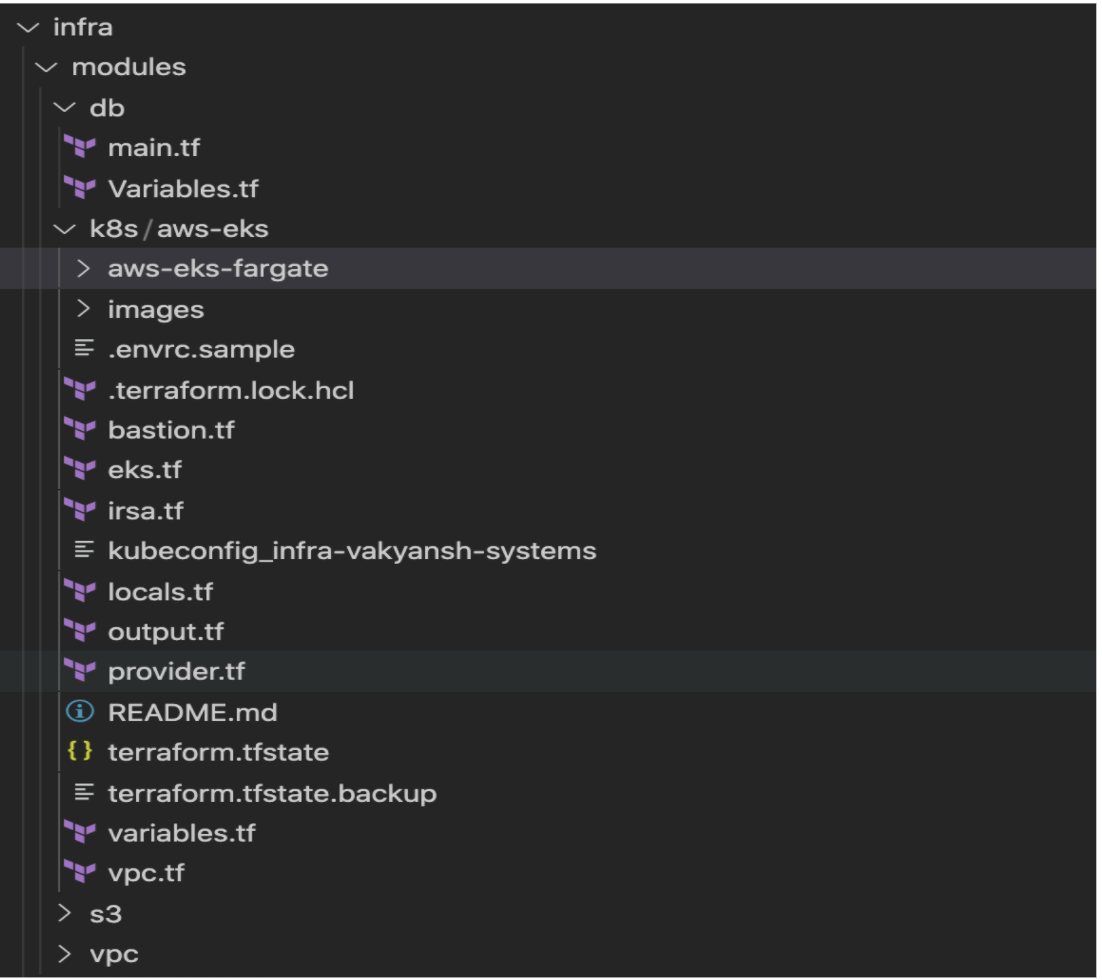 infra
modules
db
main.tf
Variables.tf
k8s/aws-eks
aws-eks-fargate
images
.envrc.sample
.terraform.lock.hcl
bastion.tf
eks.tf
irsa.tf
kubeconfig_infra-vakyansh-systems
locals.tf
output.tf
provider.tf
README.md
terraform.tfstate
terraform.tfstate.backup
variables.tf
vpc.tf
s3
vpc